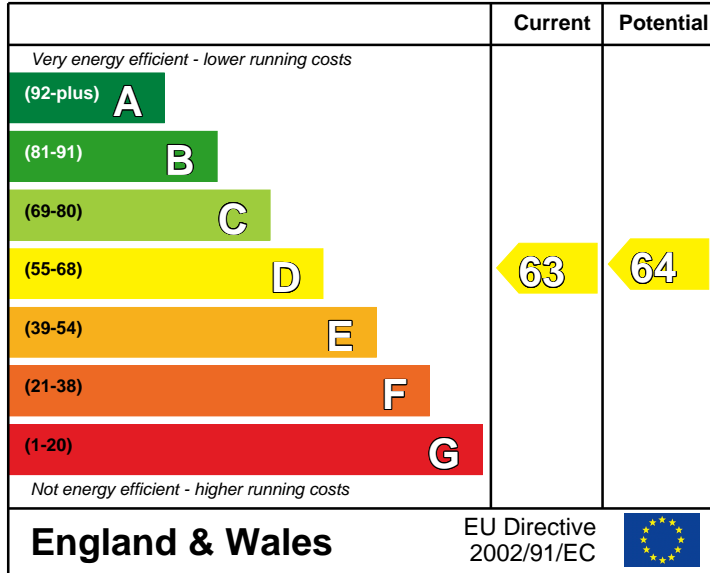 Current Potential
Very energy efficient - lower running costs
(92-plus) A
(81-91) B
(69-80) C
(55-68) D 63 64
(39-54) E
(21-38) F
(1-20) G
Not energy efficient - higher running costs
England & Wales
EU Directive
2002/91/EC